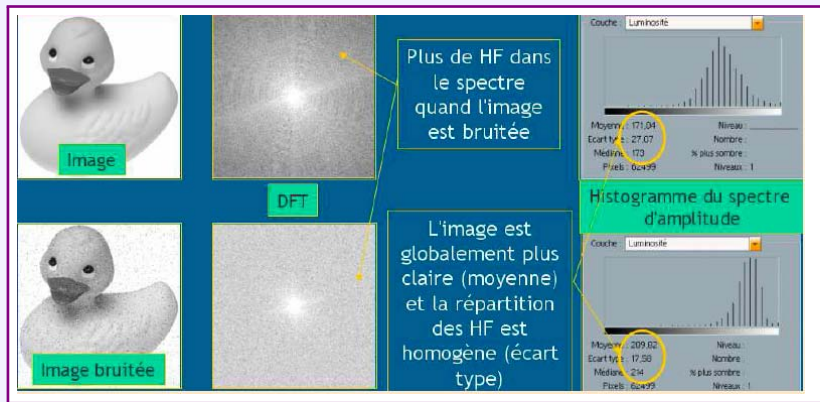 Image
DFT
Plus de HF dans
le spectre
quand l'image
est bruitée
Couche : Luminosité
Moyenne : 171,04 Niveau :
Ecart type : 27,07 Nombre :
Médiane : 173 % plus sombre :
Pixels : 62499 Niveaux : 1
Histogramme du spectre
d'amplitude
Image bruitée
L'image est
globalement plus
claire (moyenne)
et la répartition
des HF est
homogène (écart
type)
Couche : Luminosité
Moyenne : 209,82 Niveau :
Ecart type : 17,58 Nombre :
Médiane : 214 % plus sombre :
Pixels : 62499 Niveaux : 1